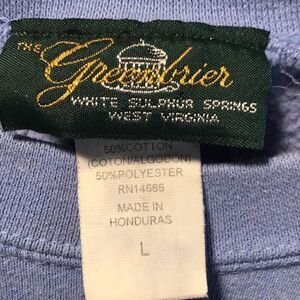 THE
Greenbrier
WHITE SULPHUR SPRINGS
WEST VIRGINIA
50%COTTON
(COTON/ALGODON)
50%POLYESTER
RN14666
MADE IN
HONDURAS
L